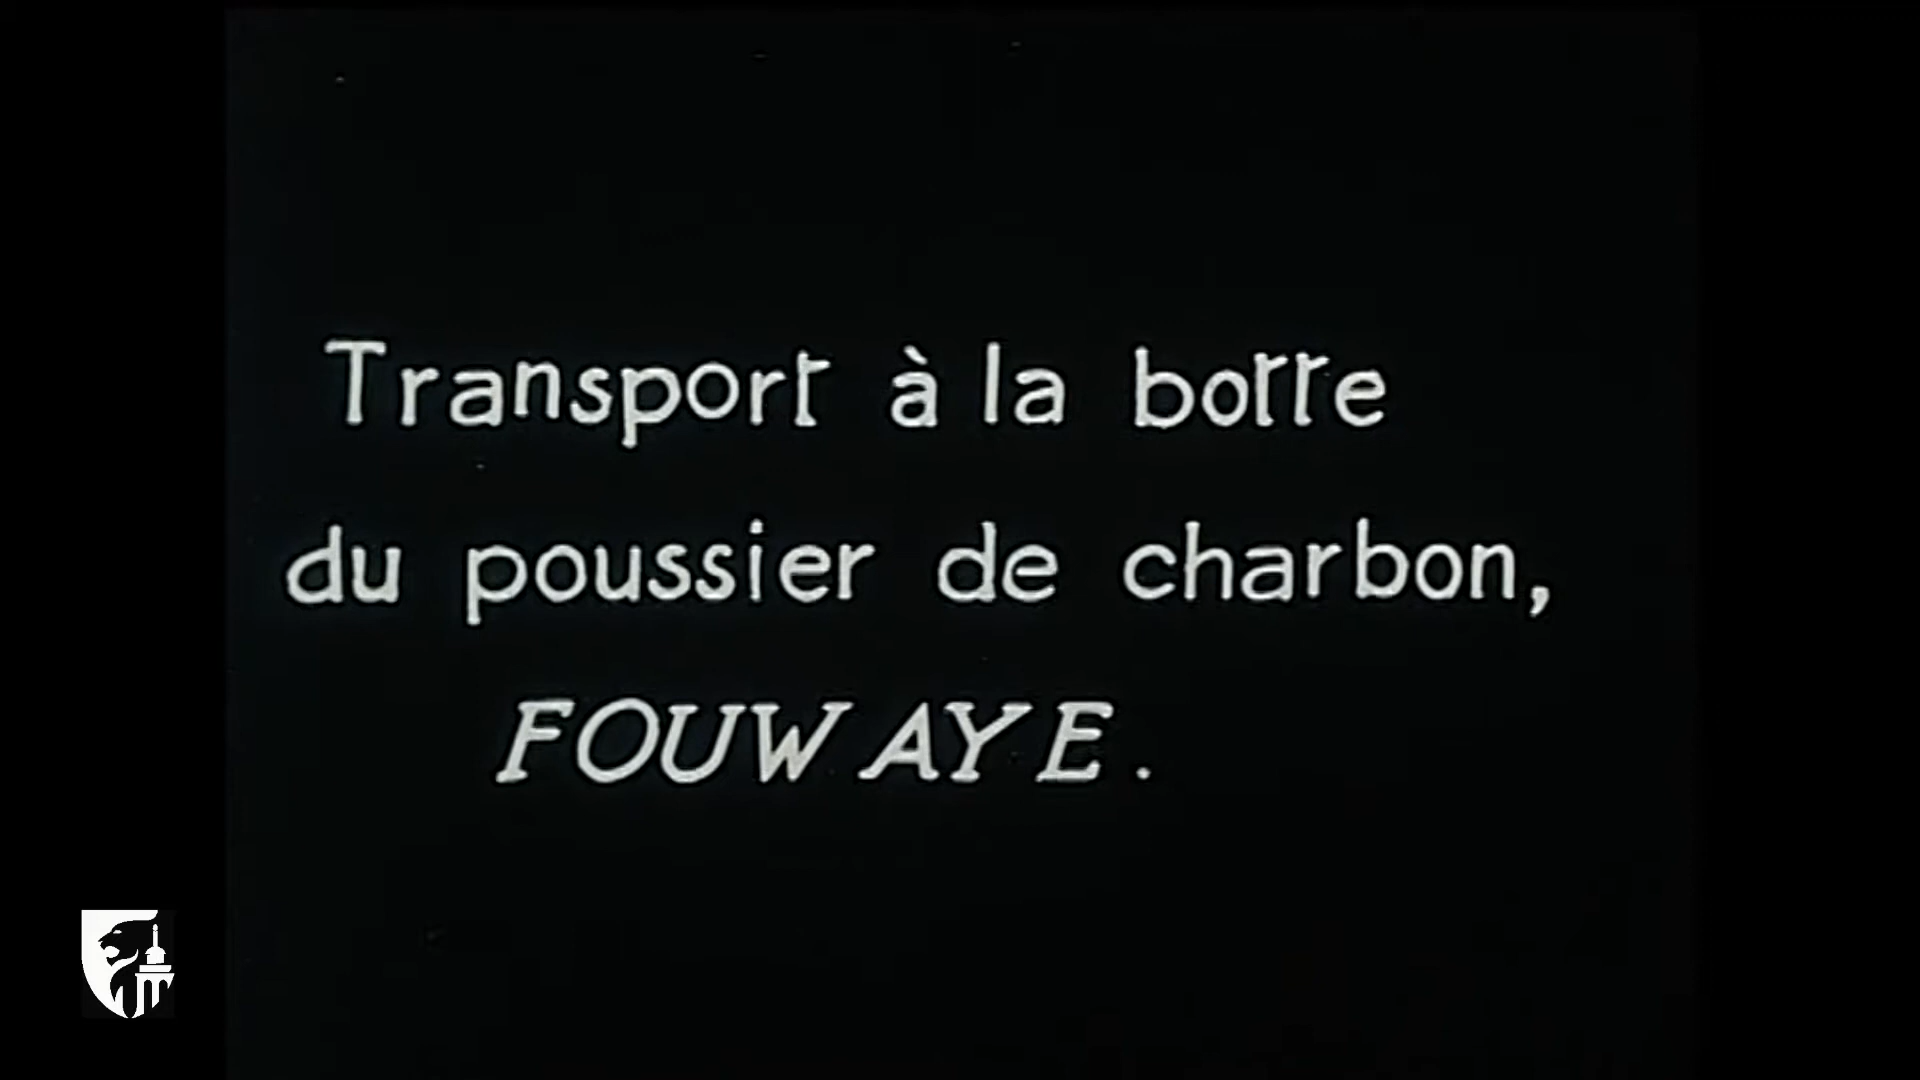 Transport à la botte
du poussier de charbon,
FOUWAYE.